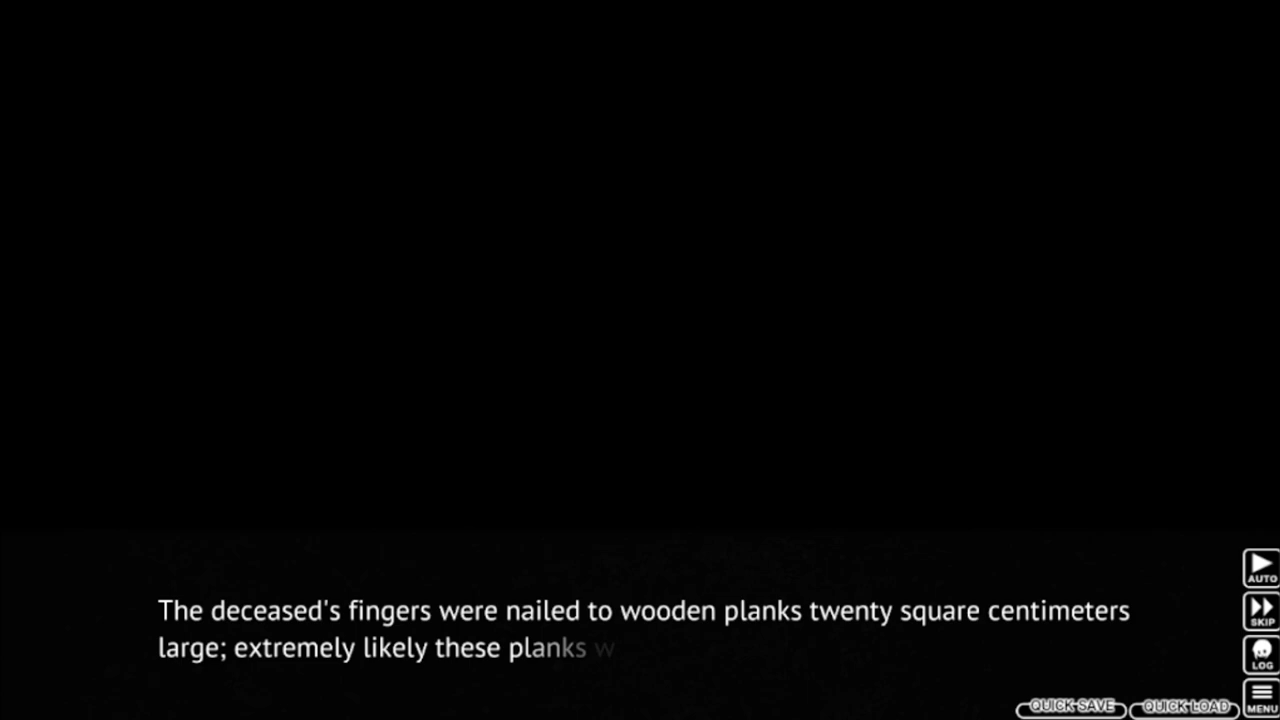 The deceased's fingers were nailed to wooden planks twenty square centimeters
large; extremely likely these planks w
AUTO
SKIP
LOG
MENU
QUICK SAVE QUICK LOAD